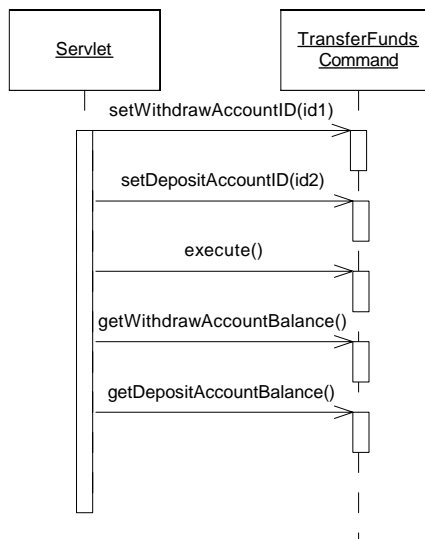 Servlet
TransferFunds
Command
setWithdrawAccountID(id1)
setDepositAccountID(id2)
execute()
getWithdrawAccountBalance()
getDepositAccountBalance()